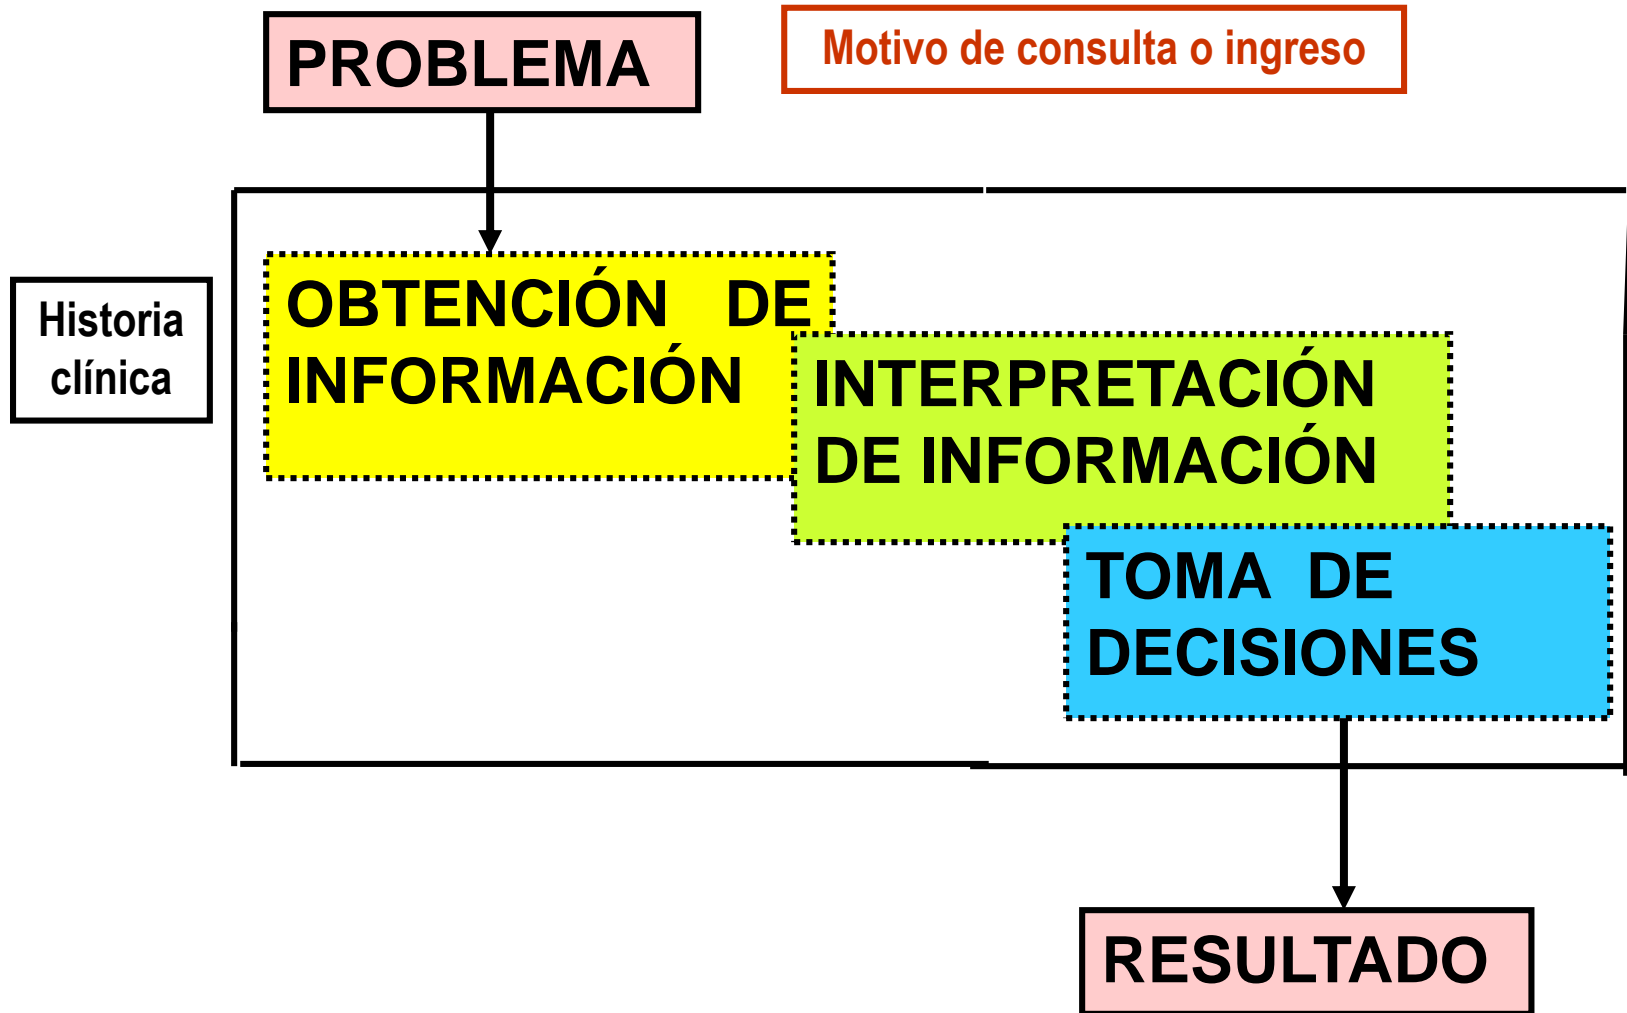 PROBLEMA
Motivo de consulta o ingreso
Historia
clínica
OBTENCIÓN DE
INFORMACIÓN
INTERPRETACIÓN
DE INFORMACIÓN
TOMA DE
DECISIONES
RESULTADO